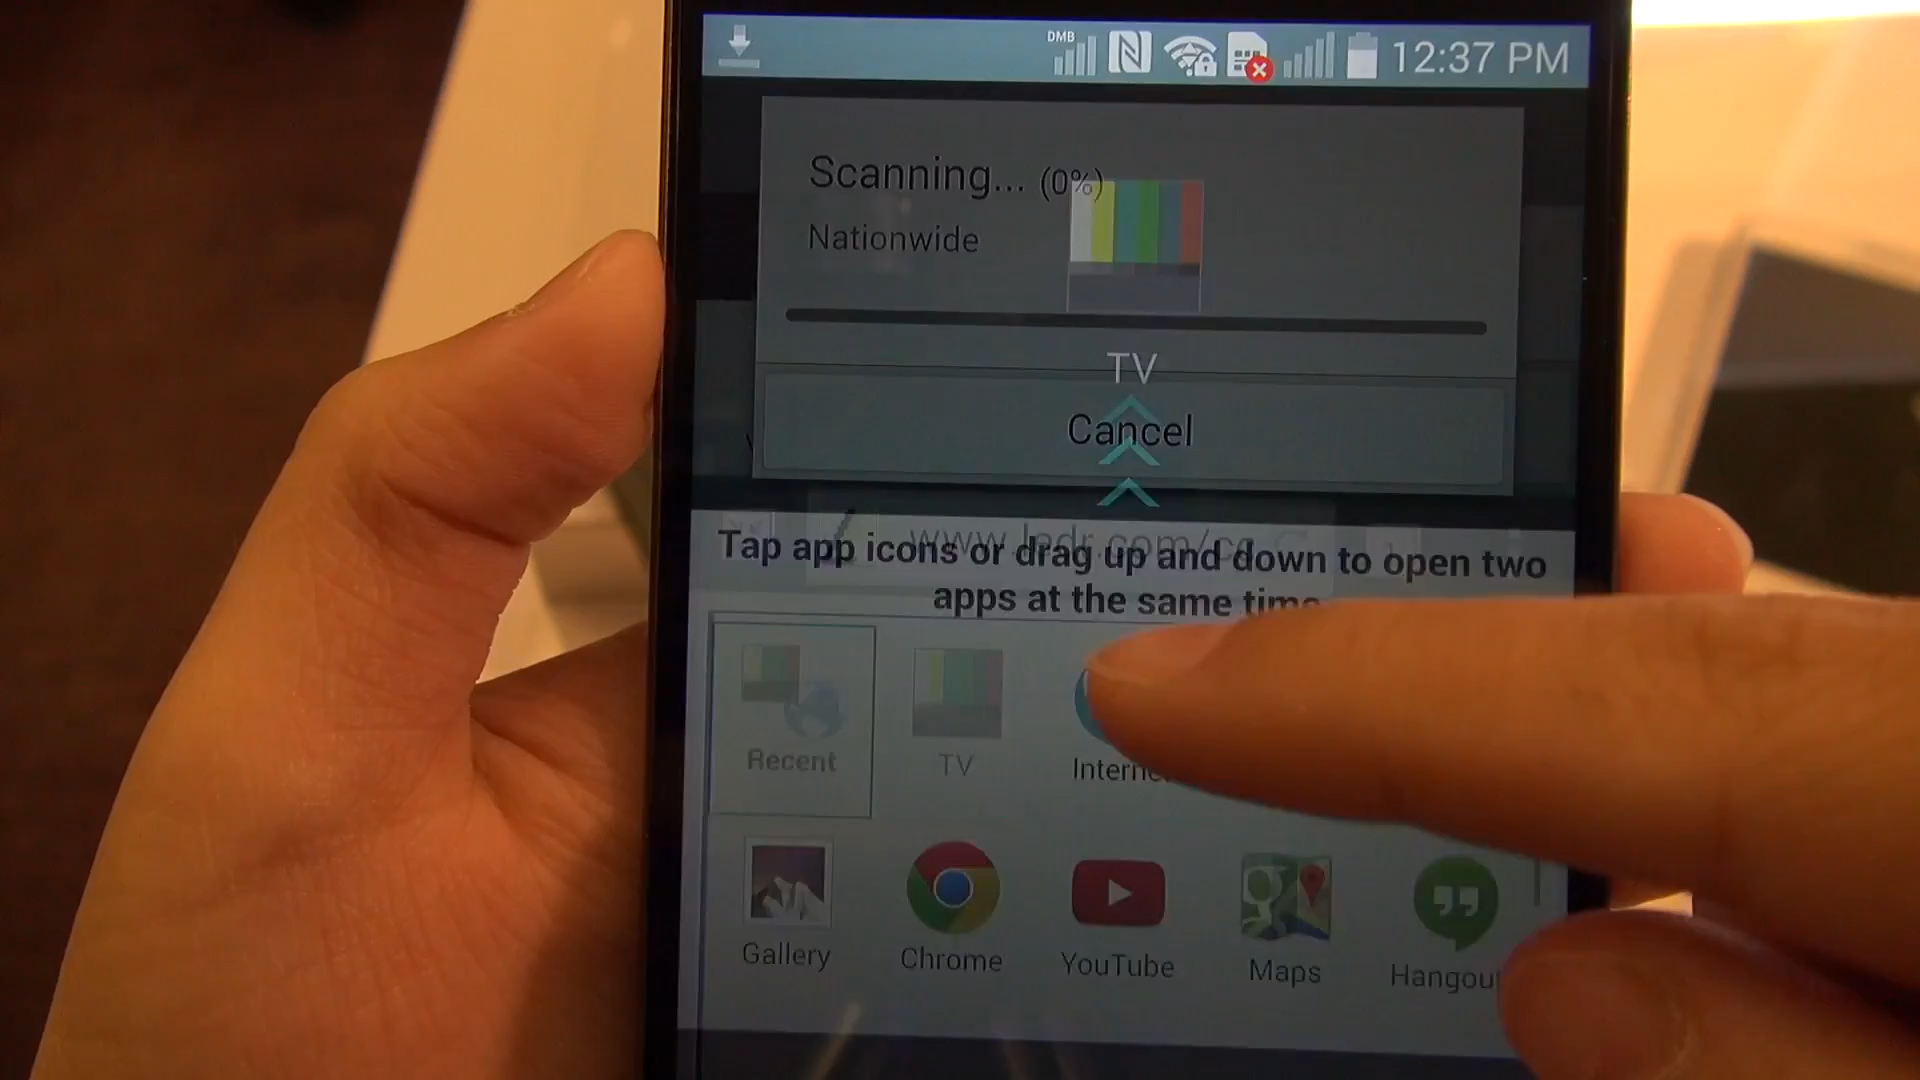 DMB
12:37 PM
Scanning... (0%)
Nationwide
TV
Cancel
Tap app icons or drag up and down to open two
apps at the same time
Recent
TV
Gallery
Chrome
YouTube
Maps